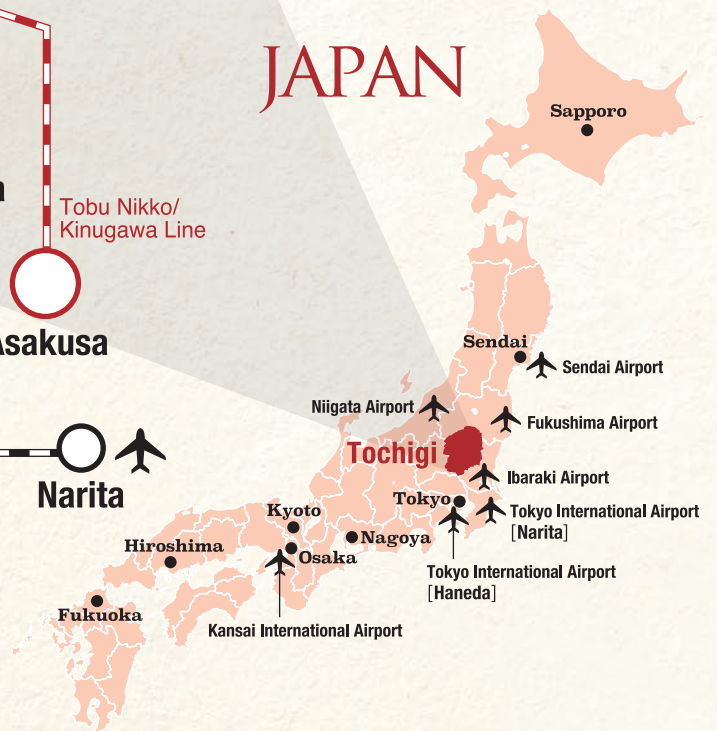 JAPAN
Sapporo
Tobu Nikko/
Kinugawa Line
Asakusa
Sendai
Sendai Airport
Niigata Airport
Fukushima Airport
Tochigi
Ibaraki Airport
Narita
Tokyo
Tokyo International Airport
[Narita]
Kyoto
Nagoya
Hiroshima
Osaka
Tokyo International Airport
[Haneda]
Fukuoka
Kansai International Airport